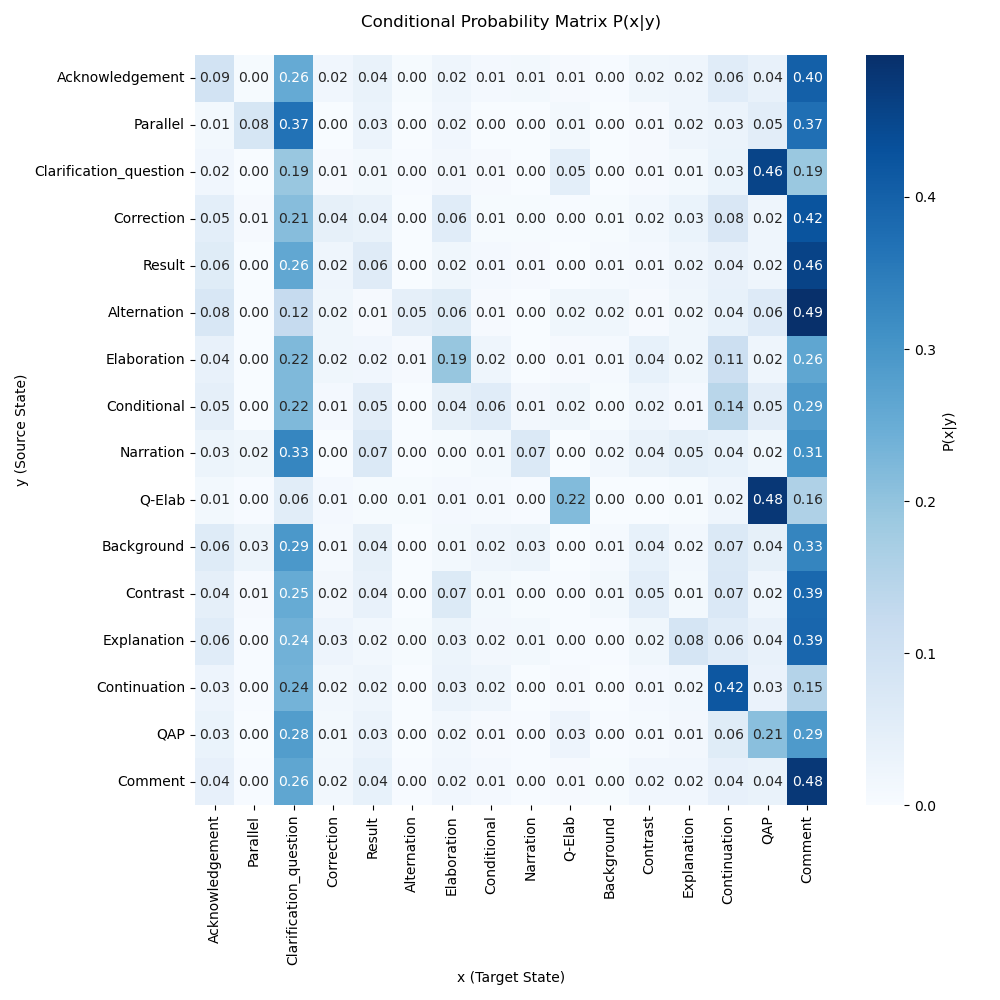 Conditional Probability Matrix P(x|y)
Acknowledgement 0.09 0.00 0.26 0.02 0.04 0.00 0.02 0.01 0.01 0.01 0.00 0.02 0.02 0.06 0.04 0.40
Parallel 0.01 0.08 0.37 0.00 0.03 0.00 0.02 0.00 0.00 0.01 0.00 0.01 0.02 0.03 0.05 0.37
Clarification_question 0.02 0.00 0.19 0.01 0.01 0.00 0.01 0.01 0.00 0.05 0.00 0.01 0.01 0.03 0.46 0.19
Correction 0.05 0.01 0.21 0.04 0.04 0.00 0.06 0.01 0.00 0.00 0.01 0.02 0.03 0.08 0.02 0.42
Result 0.06 0.00 0.26 0.02 0.06 0.00 0.02 0.01 0.01 0.00 0.01 0.01 0.02 0.04 0.02 0.46
Alternation 0.08 0.00 0.12 0.02 0.01 0.05 0.06 0.01 0.00 0.02 0.02 0.01 0.02 0.04 0.06 0.49
Elaboration 0.04 0.00 0.22 0.02 0.02 0.01 0.19 0.02 0.00 0.01 0.01 0.04 0.02 0.11 0.02 0.26
Conditional 0.05 0.00 0.22 0.01 0.05 0.00 0.04 0.06 0.01 0.02 0.00 0.02 0.01 0.14 0.05 0.29
Narration 0.03 0.02 0.33 0.00 0.07 0.00 0.00 0.01 0.07 0.00 0.02 0.04 0.05 0.04 0.02 0.31
Q-Elab 0.01 0.00 0.06 0.01 0.00 0.01 0.01 0.01 0.00 0.22 0.00 0.00 0.01 0.02 0.48 0.16
Background 0.06 0.03 0.29 0.01 0.04 0.00 0.01 0.02 0.03 0.00 0.01 0.04 0.02 0.07 0.04 0.33
Contrast 0.04 0.01 0.25 0.02 0.04 0.00 0.07 0.01 0.00 0.00 0.01 0.05 0.01 0.07 0.02 0.39
Explanation 0.06 0.00 0.24 0.03 0.02 0.00 0.03 0.02 0.01 0.00 0.00 0.02 0.08 0.06 0.04 0.39
Continuation 0.03 0.00 0.24 0.02 0.02 0.00 0.03 0.02 0.00 0.01 0.00 0.01 0.02 0.42 0.03 0.15
QAP 0.03 0.00 0.28 0.01 0.03 0.00 0.02 0.01 0.00 0.03 0.00 0.01 0.01 0.06 0.21 0.29
Comment 0.04 0.00 0.26 0.02 0.04 0.00 0.02 0.01 0.00 0.01 0.00 0.02 0.02 0.04 0.04 0.48
y (Source State)
Acknowledgement
Parallel
Clarification_question
Correction
Result
Alternation
Elaboration
Conditional
Narration
Q-Elab
Background
Contrast
Explanation
Continuation
QAP
Comment
x (Target State)
0.4
0.3
0.2
0.1
0.0
P(x|y)